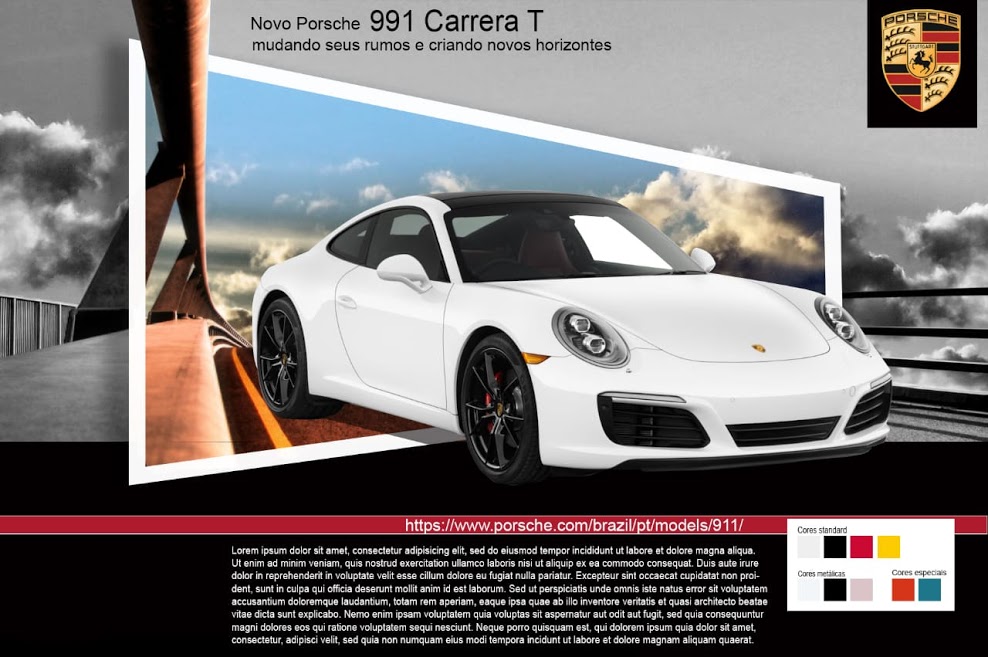 Novo Porsche 991 Carrera T
mudando seus rumos e criando novos horizontes
PORSCHE
STUTTGART
https://www.porsche.com/brazil/pt/models/911/
Cores standard
Cores metálicas
Cores especiais
Lorem ipsum dolor sit amet, consectetur adipisicing elit, sed do eiusmod tempor incididunt ut labore et dolore magna aliqua.
Ut enim ad minim veniam, quis nostrud exercitation ullamco laboris nisi ut aliquip ex ea commodo consequat. Duis aute irure
dolor in reprehenderit in voluptate velit esse cillum dolore eu fugiat nulla pariatur. Excepteur sint occaecat cupidatat non proi-
dent, sunt in culpa qui officia deserunt mollit anim id est laborum. Sed ut perspiciatis unde omnis iste natus error sit voluptatem
accusantium doloremque laudantium, totam rem aperiam, eaque ipsa quae ab illo inventore veritatis et quasi architecto beatae
vitae dicta sunt explicabo. Nemo enim ipsam voluptatem quia voluptas sit aspernatur aut odit aut fugit, sed quia consequuntur
magni dolores eos qui ratione voluptatem sequi nesciunt. Neque porro quisquam est, qui dolorem ipsum quia dolor sit amet,
consectetur, adipisci velit, sed quia non numquam eius modi tempora incidunt ut labore et dolore magnam aliquam quaerat.